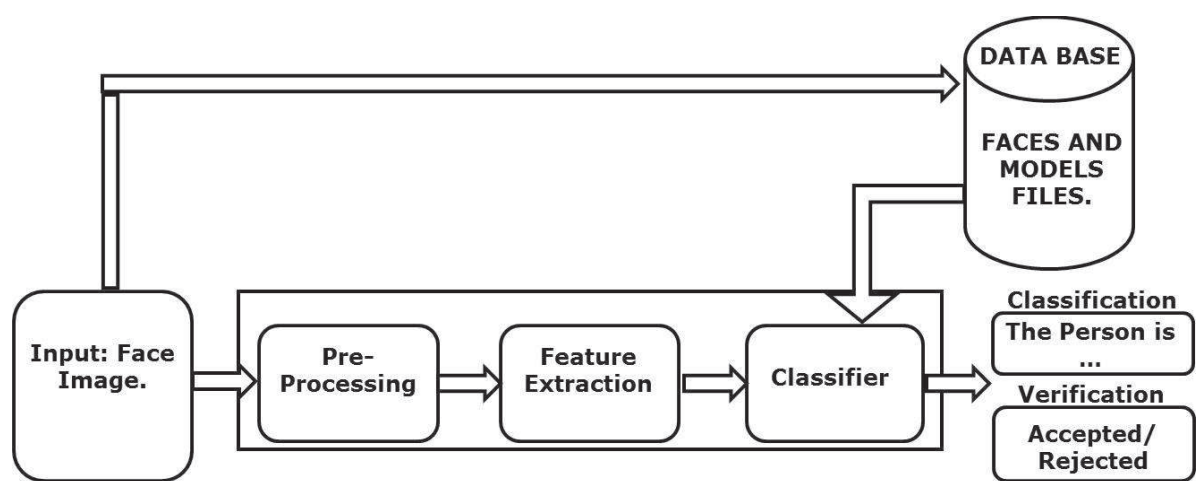 DATA BASE
FACES AND
MODELS
FILES.
Input: Face
Image.
Pre-
Processing
Feature
Extraction
Classifier
Classification
The Person is
...
Verification
Accepted/
Rejected